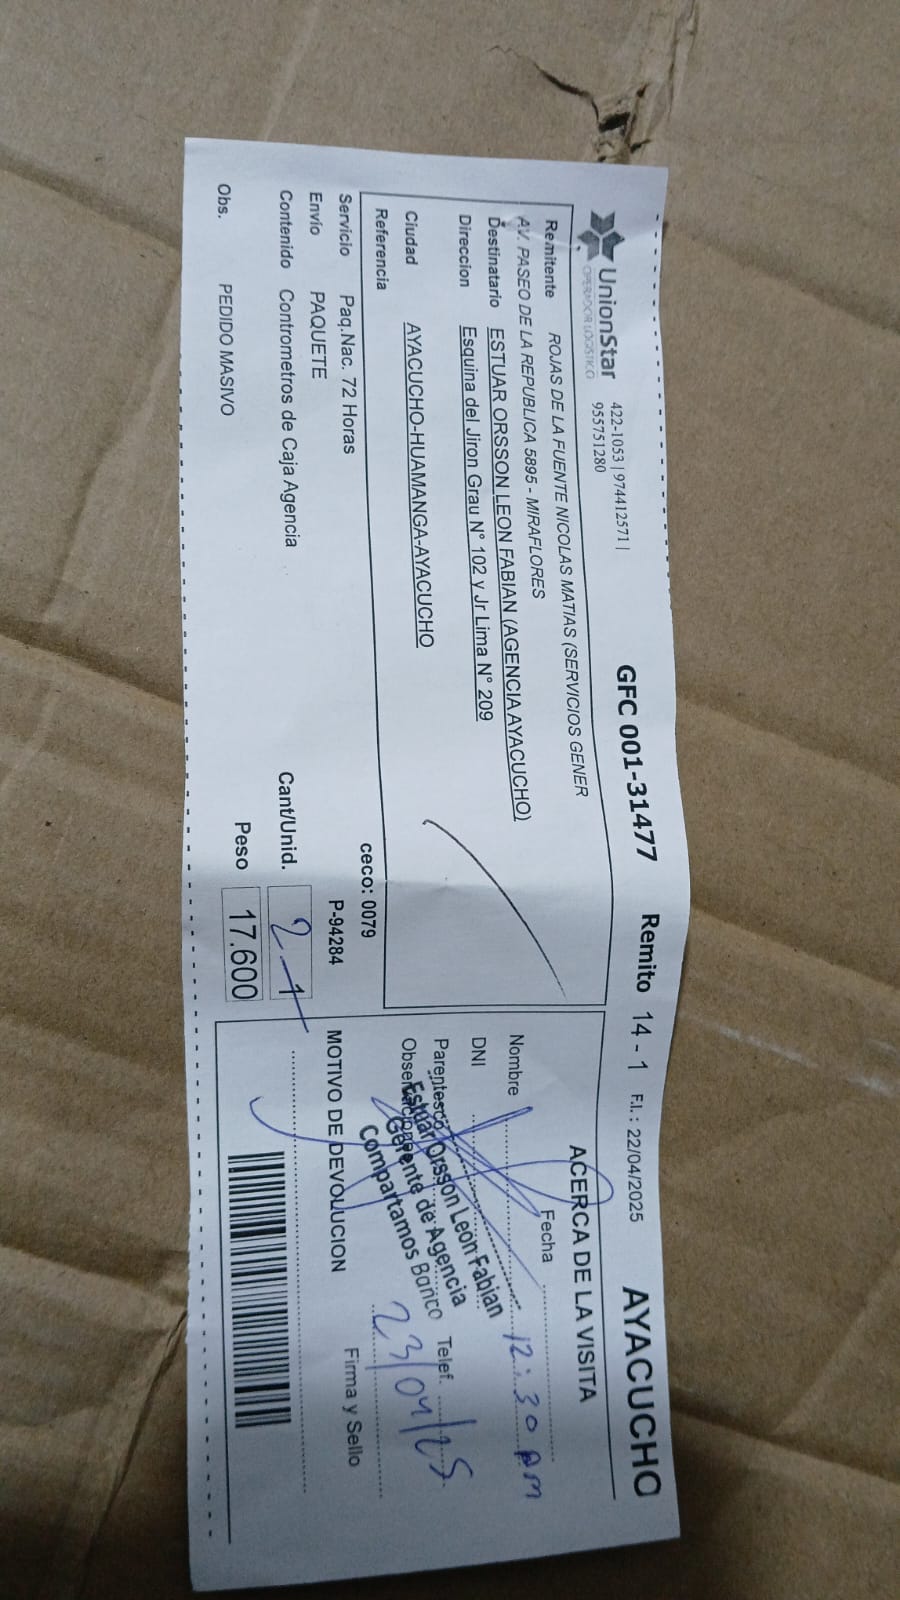 UnionStar
OPERADOR LOGISTICO
422-1053 | 974412571 |
955751280
GFC 001-31477
Remito 14 - 1
F.I.: 22/04/2025
AYACUCHO
Remitente ROJAS DE LA FUENTE NICOLAS MATIAS (SERVICIOS GENER
AV. PASEO DE LA REPUBLICA 5895 - MIRAFLORES
Destinatario ESTUAR ORSSON LEON FABIAN (AGENCIA AYACUCHO)
Direccion Esquina del Jiron Grau N° 102 y Jr Lima N° 209
Ciudad AYACUCHO-HUAMANGA-AYACUCHO
Referencia
ceco: 0079
Servicio Paq.Nac. 72 Horas
P-94284
Envío PAQUETE
Contenido Contrometros de Caja Agencia
Cant/Unid.
Obs. PEDIDO MASIVO
Peso 17.600
ACERCA DE LA VISITA
Fecha
Nombre 12:30 PM
DNI
Parentesco Telef.
Observaciones
Estuar Orsson León Fabian
Gerente de Agencia
Compartamos Banco
23/04/25
MOTIVO DE DEVOLUCION
Firma y Sello